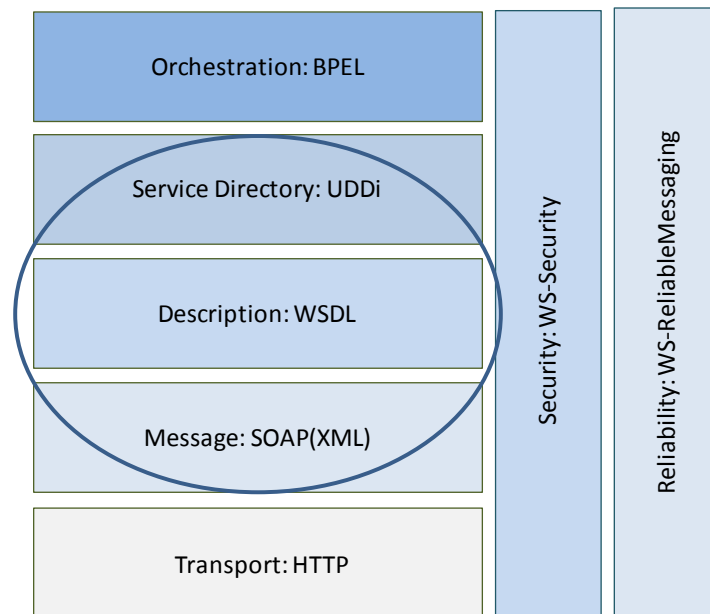 Orchestration: BPEL
Service Directory: UDDi
Description: WSDL
Message: SOAP(XML)
Transport: HTTP
Security: WS-Security
Reliability: WS-ReliableMessaging